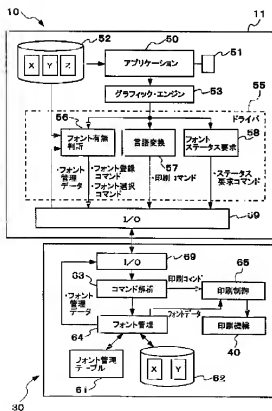 10
11
52
50
51
X Y Z
アプリケーション
グラフィック・エンジン
53
55
ドライバ
56
フォント有無
判断
言語変換
57
フォント
ステータス要求
58
・フォント
管理
データ
・フォント登録
コマンド
・フォント選択
コマンド
・印刷コマンド
・ステータス
要求コマンド
I/O
59
I/O
69
63
コマンド解析
印刷コマンド
65
印刷制御
・フォント
管理
データ
フォントデータ
フォント管理
64
印刷機構
40
フォント管理
テーブル
61
X Y
62
30